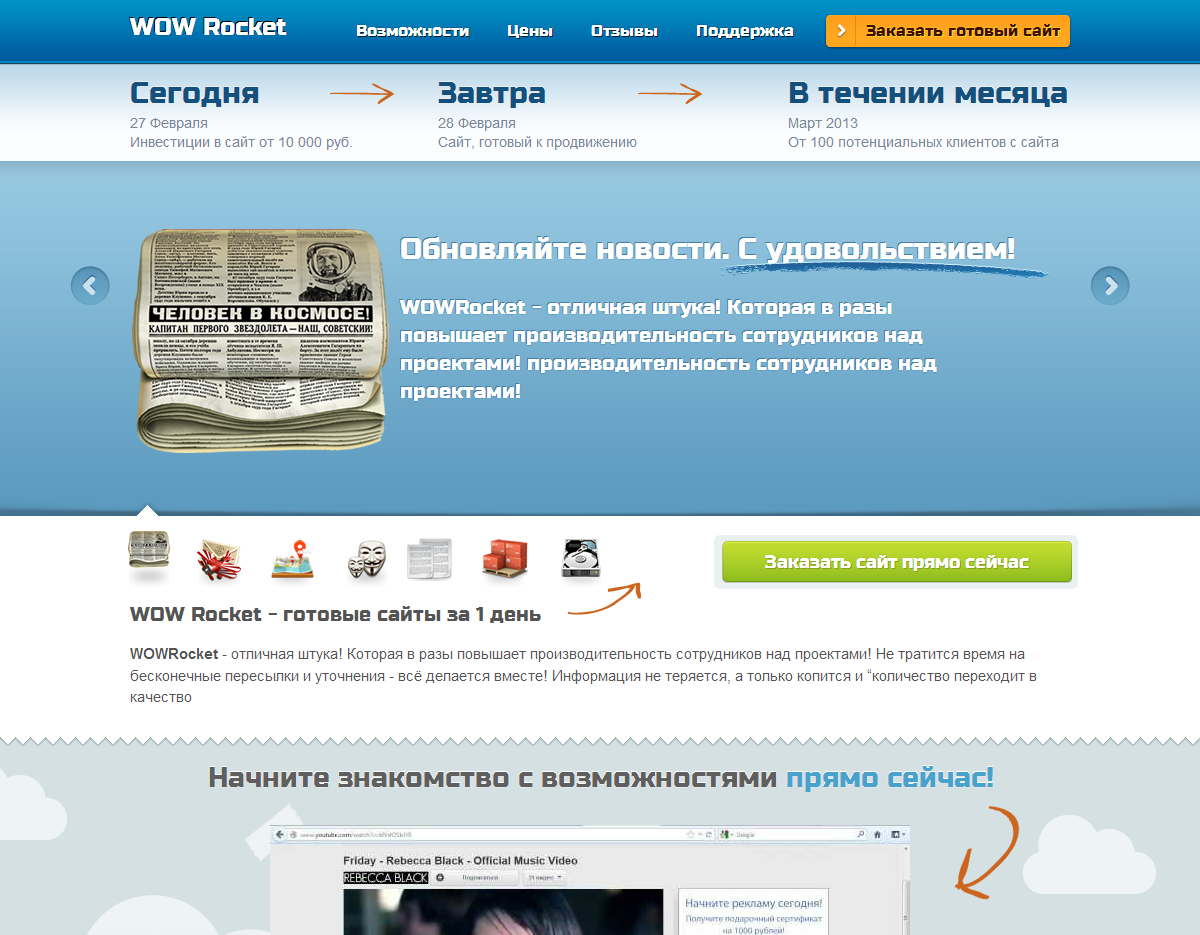 WOW Rocket
Возможности
Цены
Отзывы
Поддержка
Заказать готовый сайт
Сегодня
27 Февраля
Инвестиции в сайт от 10 000 руб.
Завтра
28 Февраля
Сайт, готовый к продвижению
В течении месяца
Март 2013
От 100 потенциальных клиентов с сайта
ЧЕЛОВЕК В КОСМОСЕ!
КАПИТАН ПЕРВОГО ЗВЕЗДОЛЕТА — НАШ, СОВЕТСКИЙ!
Обновляйте новости. С удовольствием!
WOWRocket - отличная штука! Которая в разы
повышает производительность сотрудников над
проектами! производительность сотрудников над
проектами!
Заказать сайт прямо сейчас
WOW Rocket - готовые сайты за 1 день
WOWRocket - отличная штука! Которая в разы повышает производительность сотрудников над проектами! Не тратится время на
бесконечные пересылки и уточнения - всё делается вместе! Информация не теряется, а только копится и “количество переходит в
качество
Начните знакомство с возможностями прямо сейчас!
Google
Friday - Rebecca Black - Official Music Video
REBECCA BLACK
Подписаться
21 видео
Начните рекламу сегодня!
Получите подарочный сертификат
на 1000 рублей!